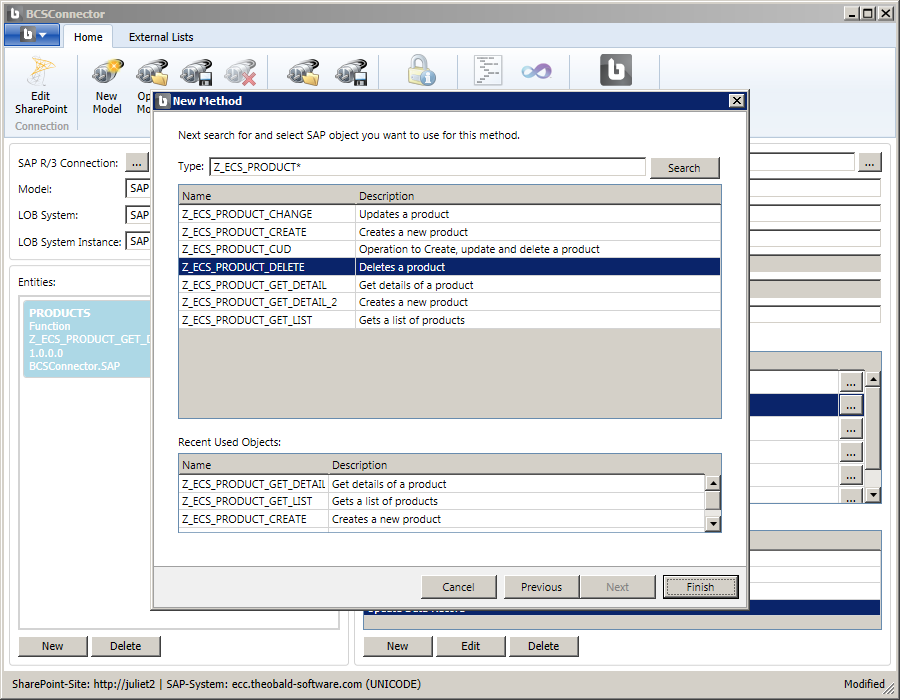 BCSConnector
Home
External Lists
Edit
SharePoint
New
Model
Op
Mo
Connection
New Method
SAP R/3 Connection:
...
Model:
SAP
LOB System:
SAP
LOB System Instance:
SAP
Entities:
PRODUCTS
Function
Z_ECS_PRODUCT_GET_D
1.0.0.0
BCSConnector.SAP
Next search for and select SAP object you want to use for this method.
Type:
Z_ECS_PRODUCT*
Search
Name Description
Z_ECS_PRODUCT_CHANGE Updates a product
Z_ECS_PRODUCT_CREATE Creates a new product
Z_ECS_PRODUCT_CUD Operation to Create, update and delete a product
Z_ECS_PRODUCT_DELETE Deletes a product
Z_ECS_PRODUCT_GET_DETAIL Get details of a product
Z_ECS_PRODUCT_GET_DETAIL_2 Creates a new product
Z_ECS_PRODUCT_GET_LIST Gets a list of products
Recent Used Objects:
Name Description
Z_ECS_PRODUCT_GET_DETAIL Get details of a product
Z_ECS_PRODUCT_GET_LIST Gets a list of products
Z_ECS_PRODUCT_CREATE Creates a new product
Cancel Previous Next Finish
...
...
...
...
...
...
...
New Delete
New Edit Delete
SharePoint-Site: http://juliet2 | SAP-System: ecc.theobald-software.com (UNICODE)
Modified